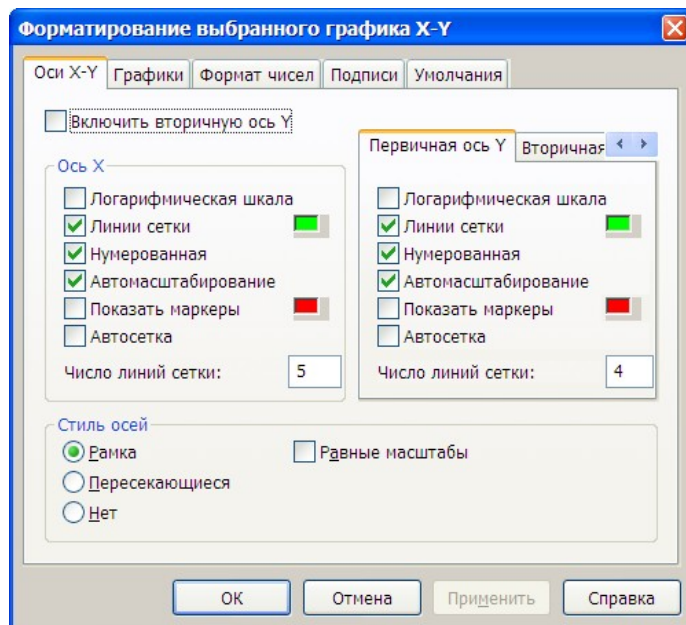 Форматирование выбранного графика X-Y
Оси X-Y Графики Формат чисел Подписи Умолчания
Включить вторичную ось Y
Ось X
Логарифмическая шкала
Линии сетки
Нумерованная
Автомасштабирование
Показать маркеры
Автосетка
Число линий сетки: 5
Первичная ось Y Вторичная
Логарифмическая шкала
Линии сетки
Нумерованная
Автомасштабирование
Показать маркеры
Автосетка
Число линий сетки: 4
Стиль осей
Рамка Равные масштабы
Пересекающиеся
Нет
ОК Отмена Применить Справка